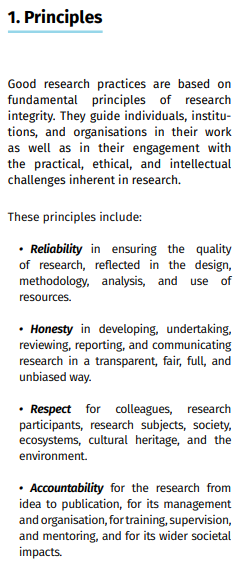 1. Principles
Good research practices are based on
fundamental principles of research
integrity. They guide individuals, institu-
tions, and organisations in their work
as well as in their engagement with
the practical, ethical, and intellectual
challenges inherent in research.
These principles include:
• Reliability in ensuring the quality
of research, reflected in the design,
methodology, analysis, and use of
resources.
• Honesty in developing, undertaking,
reviewing, reporting, and communicating
research in a transparent, fair, full, and
unbiased way.
• Respect for colleagues, research
participants, research subjects, society,
ecosystems, cultural heritage, and the
environment.
• Accountability for the research from
idea to publication, for its management
and organisation, for training, supervision,
and mentoring, and for its wider societal
impacts.